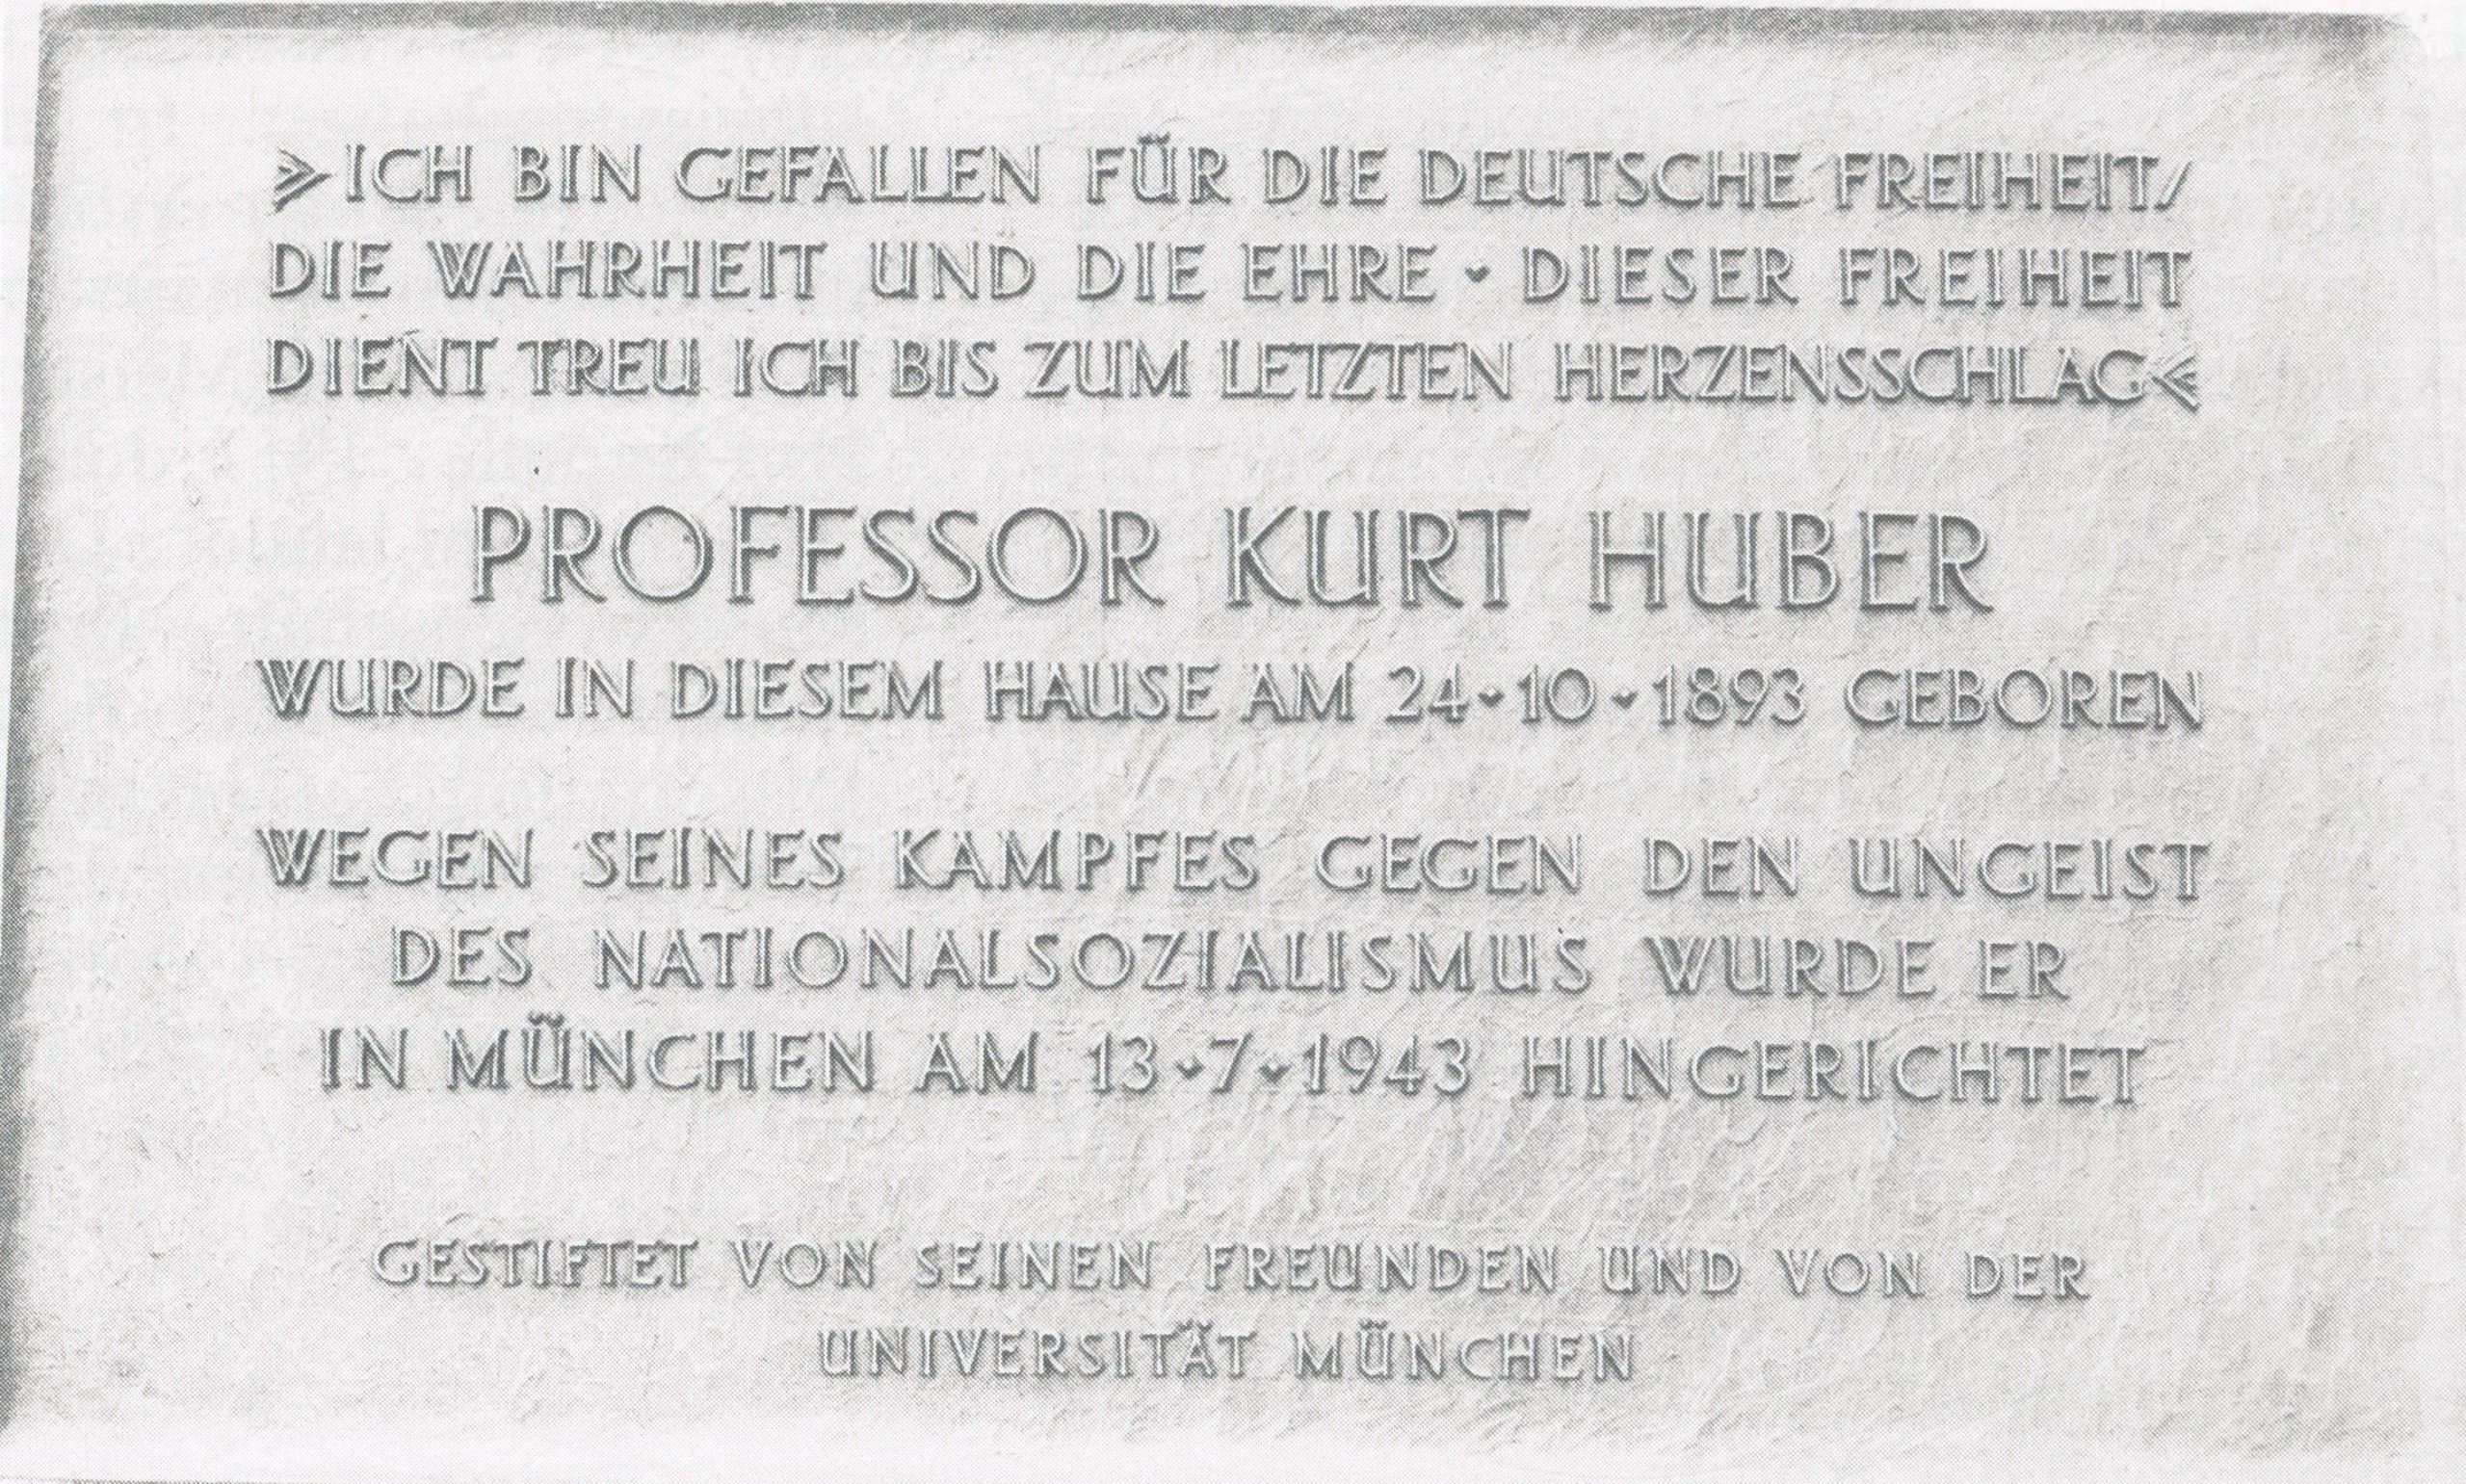 »ICH BIN GEFALLEN FÜR DIE DEUTSCHE FREIHEIT/
DIE WAHRHEIT UND DIE EHRE · DIESER FREIHEIT
DIENT TREU ICH BIS ZUM LETZTEN HERZENSSCHLAG«
PROFESSOR KURT HUBER
WURDE IN DIESEM HAUSE AM 24·10·1893 GEBOREN
WEGEN SEINES KAMPFES GEGEN DEN UNGEIST
DES NATIONALSOZIALISMUS WURDE ER
IN MÜNCHEN AM 13·7·1943 HINGERICHTET
GESTIFTET VON SEINEN FREUNDEN UND VON DER
UNIVERSITÄT MÜNCHEN